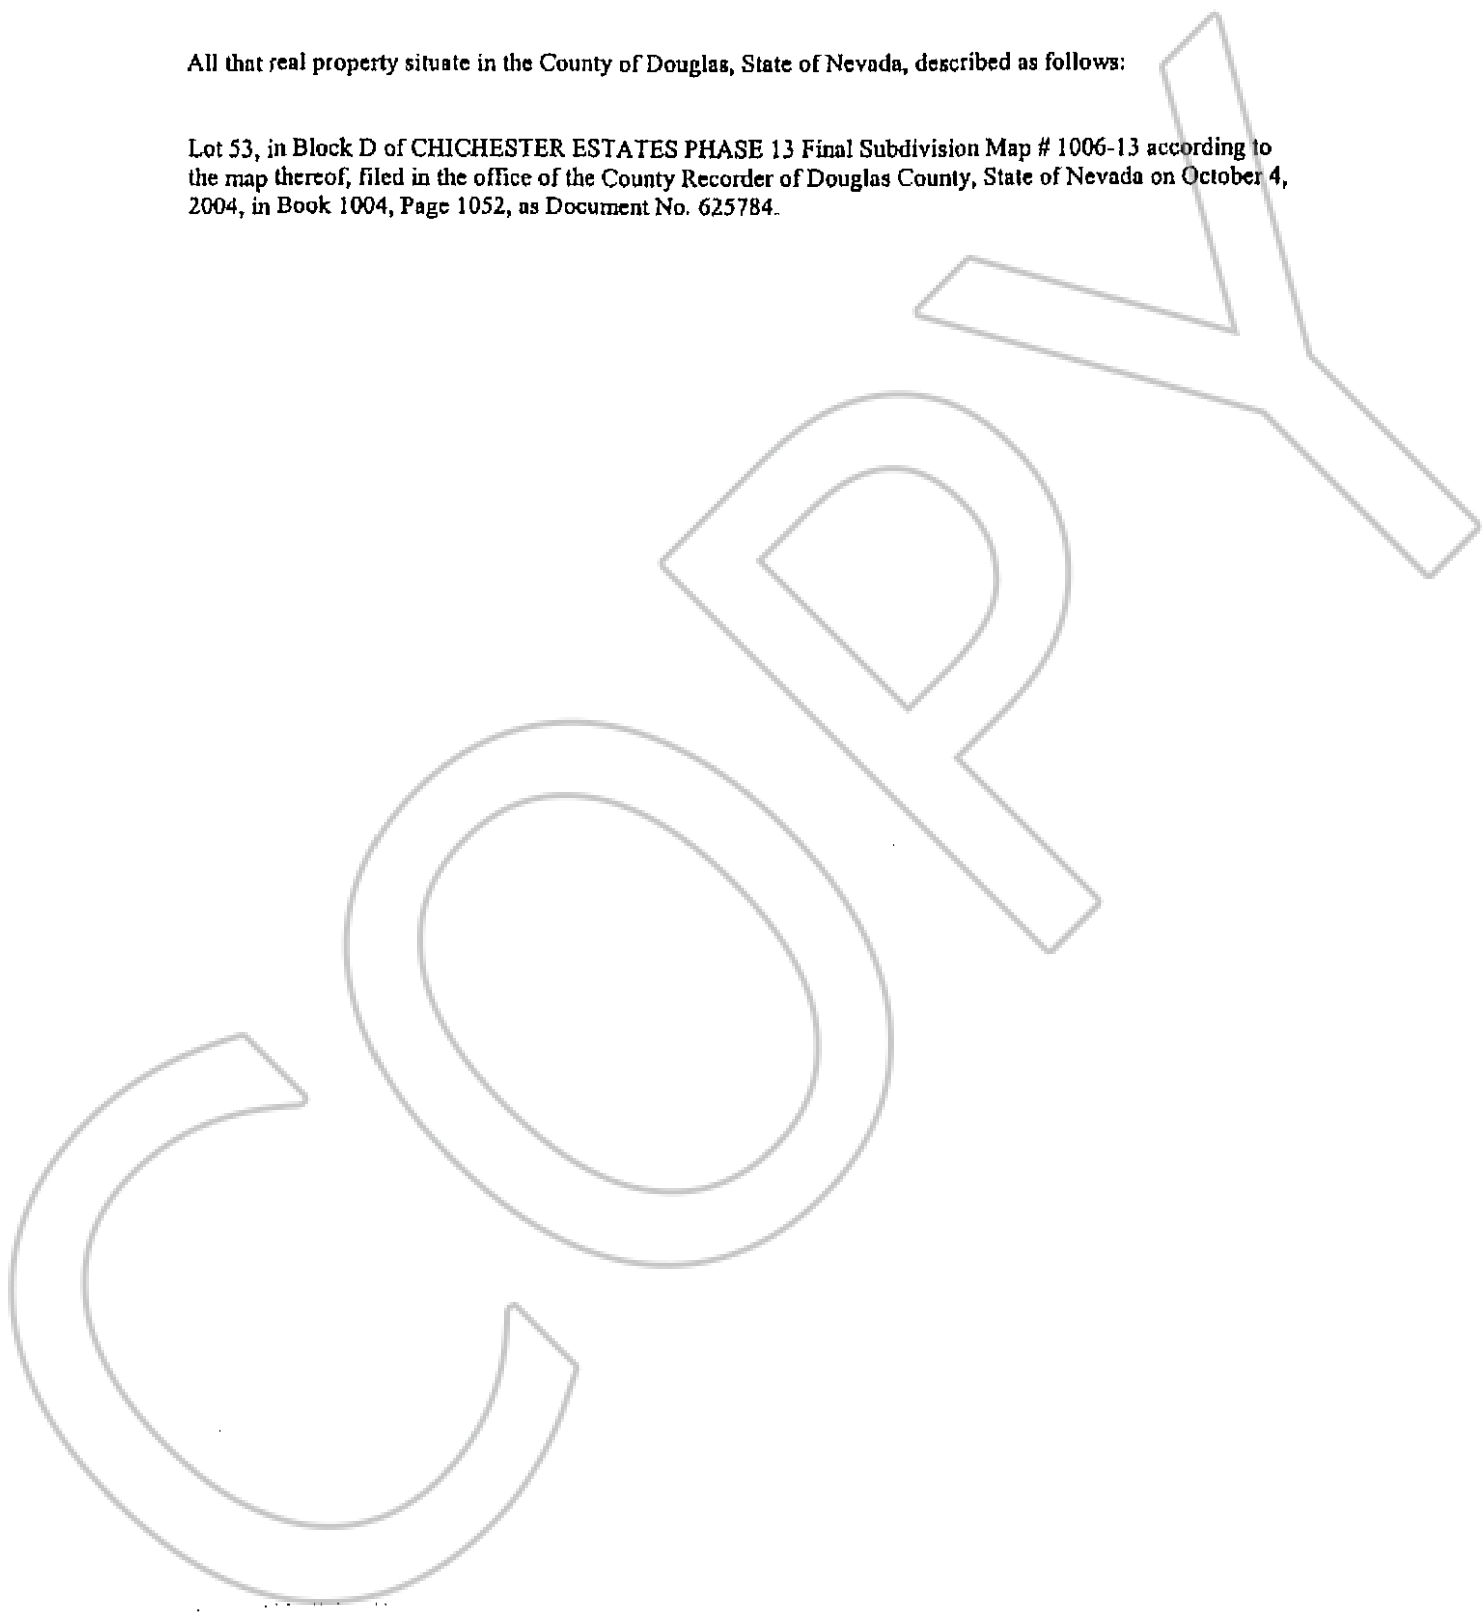 All that real property situate in the County of Douglas, State of Nevada, described as follows:
Lot 53, in Block D of CHICHESTER ESTATES PHASE 13 Final Subdivision Map # 1006-13 according to
the map thereof, filed in the office of the County Recorder of Douglas County, State of Nevada on October 4,
2004, in Book 1004, Page 1052, as Document No. 625784.
COPY